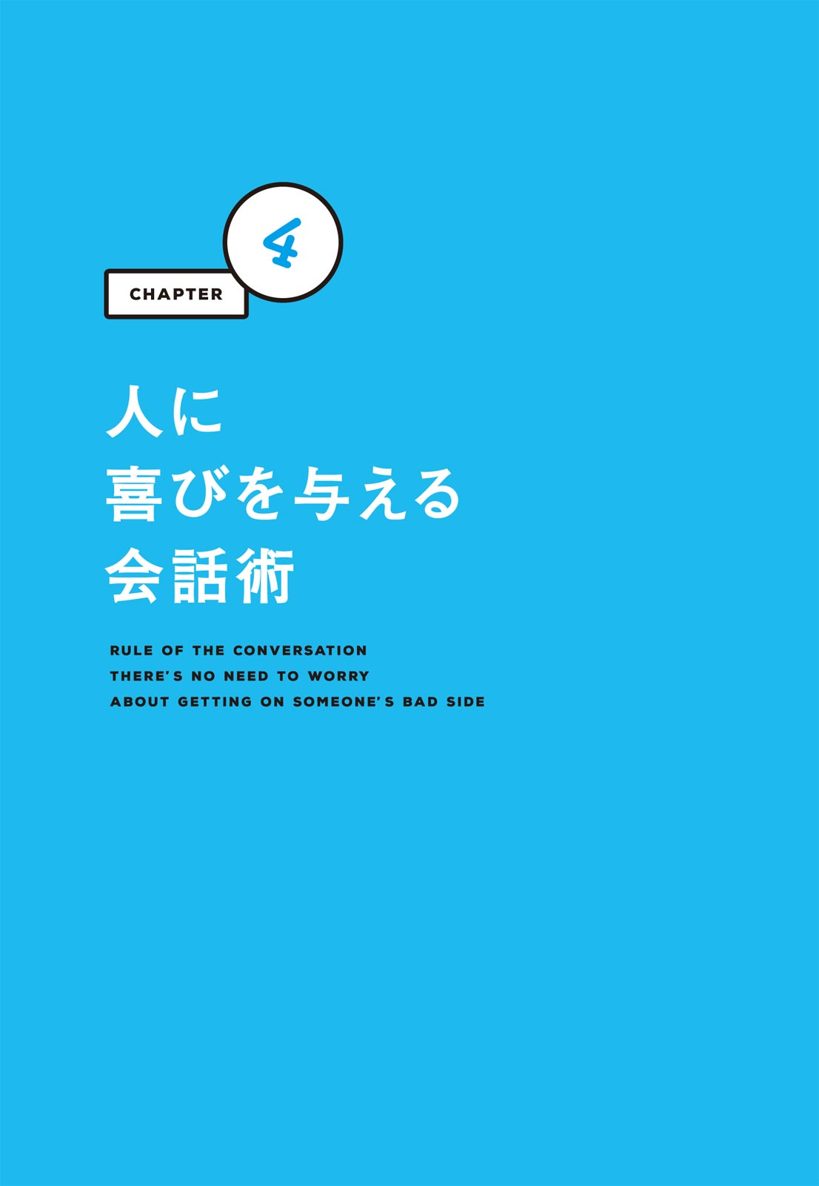 CHAPTER
4
人に
喜びを与える
会話術
RULE OF THE CONVERSATION
THERE'S NO NEED TO WORRY
ABOUT GETTING ON SOMEONE'S BAD SIDE